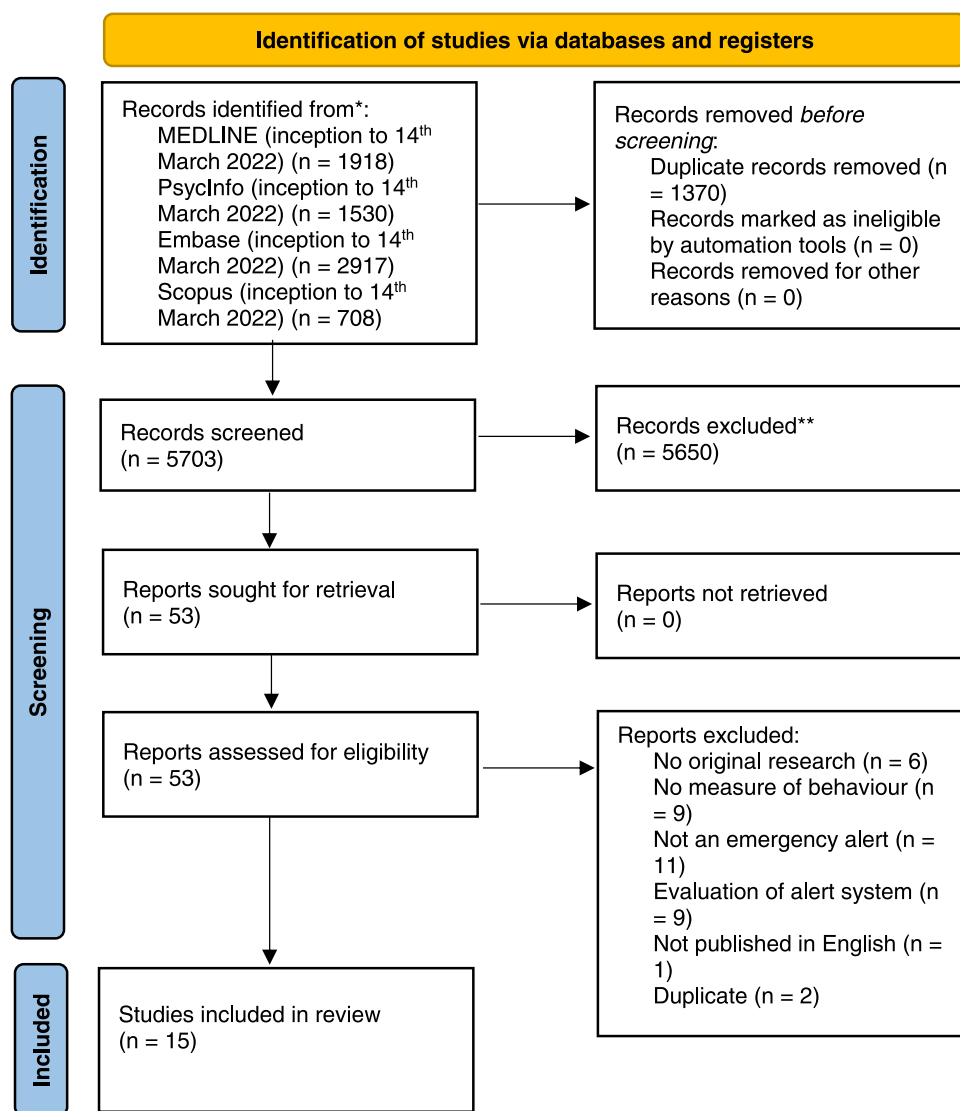 Identification of studies via databases and registers
Identification
Records identified from*:
MEDLINE (inception to 14th
March 2022) (n = 1918)
PsycInfo (inception to 14th
March 2022) (n = 1530)
Embase (inception to 14th
March 2022) (n = 2917)
Scopus (inception to 14th
March 2022) (n = 708)
Records removed before
screening:
Duplicate records removed (n
= 1370)
Records marked as ineligible
by automation tools (n = 0)
Records removed for other
reasons (n = 0)
Screening
Records screened
(n = 5703)
Records excluded**
(n = 5650)
Reports sought for retrieval
(n = 53)
Reports not retrieved
(n = 0)
Reports assessed for eligibility
(n = 53)
Reports excluded:
No original research (n = 6)
No measure of behaviour (n
= 9)
Not an emergency alert (n =
11)
Evaluation of alert system (n
= 9)
Not published in English (n =
1)
Duplicate (n = 2)
Included
Studies included in review
(n = 15)